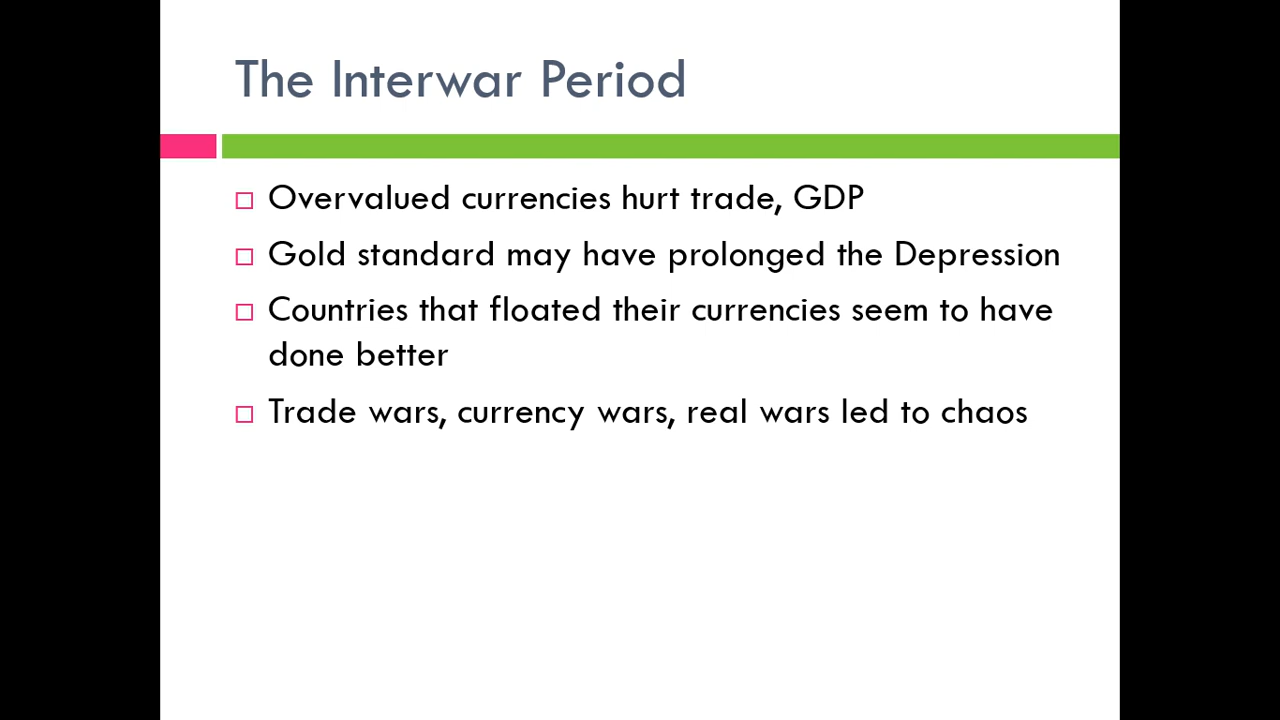 The Interwar Period
Overvalued currencies hurt trade, GDP
Gold standard may have prolonged the Depression
Countries that floated their currencies seem to have
done better
Trade wars, currency wars, real wars led to chaos